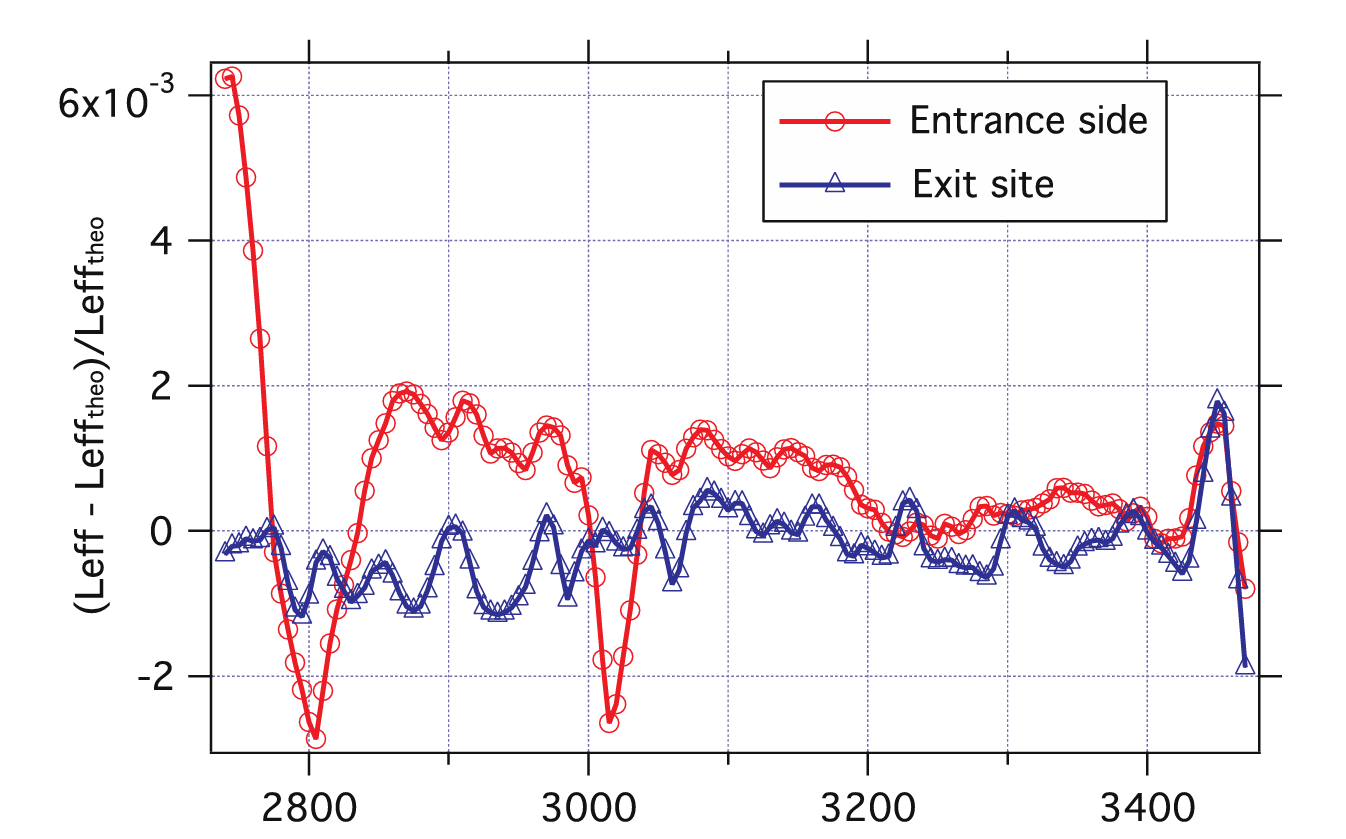 6x10-3
4
2
0
-2
(Leff - Lefftheo)/Lefftheo
Entrance side
Exit site
2800 3000 3200 3400